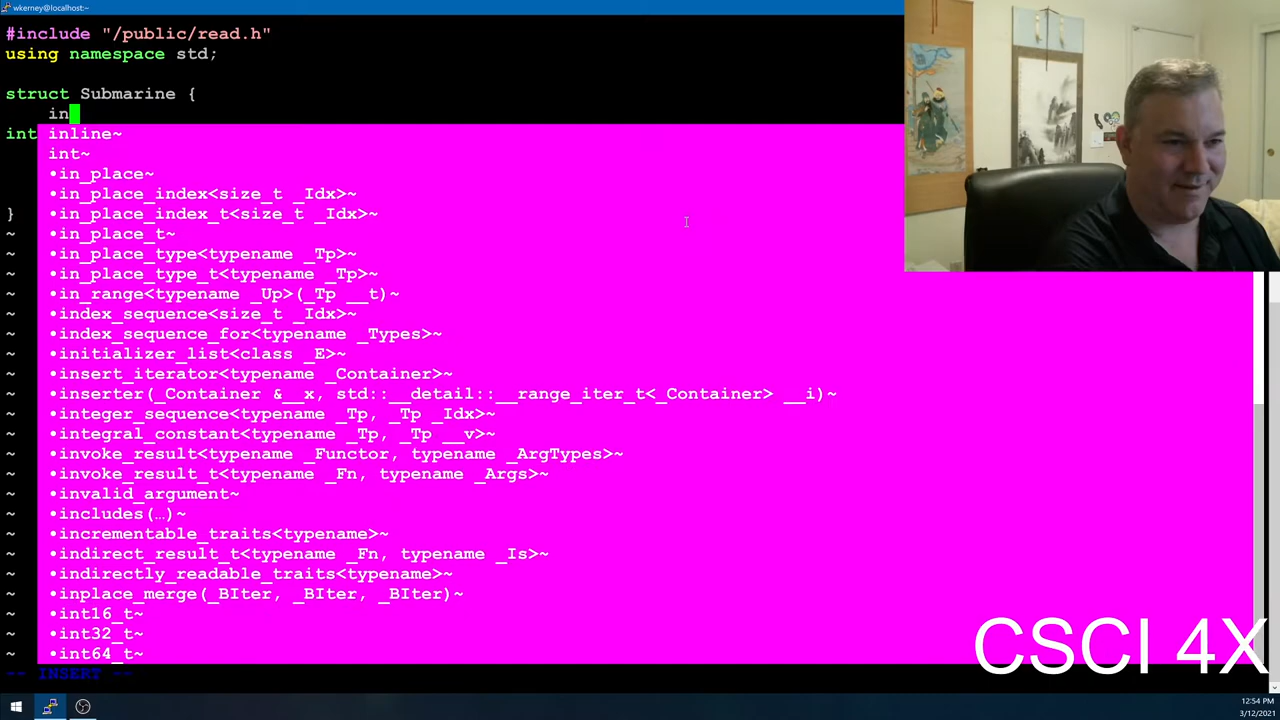 wkerney@localhost:~
#include "/public/read.h"
using namespace std;
struct Submarine {
in
int inline~
int~
•in_place~
•in_place_index<size_t _Idx>~
} •in_place_index_t<size_t _Idx>~
~ •in_place_t~
~ •in_place_type<typename _Tp>~
~ •in_place_type_t<typename _Tp>~
~ •in_range<typename _Up>(_Tp __t)~
~ •index_sequence<size_t _Idx>~
~ •index_sequence_for<typename _Types>~
~ •initializer_list<class _E>~
~ •insert_iterator<typename _Container>~
~ •inserter(_Container &__x, std::__detail::__range_iter_t<_Container> __i)~
~ •integer_sequence<typename _Tp, _Tp _Idx>~
~ •integral_constant<typename _Tp, _Tp __v>~
~ •invoke_result<typename _Functor, typename _ArgTypes>~
~ •invoke_result_t<typename _Fn, typename _Args>~
~ •invalid_argument~
~ •includes(…)~
~ •incrementable_traits<typename>~
~ •indirect_result_t<typename _Fn, typename _Is>~
~ •indirectly_readable_traits<typename>~
~ •inplace_merge(_BIter, _BIter, _BIter)~
~ •int16_t~
~ •int32_t~
~ •int64_t~
-- INSERT --
CSCI 4X
12:54 PM
3/12/2021